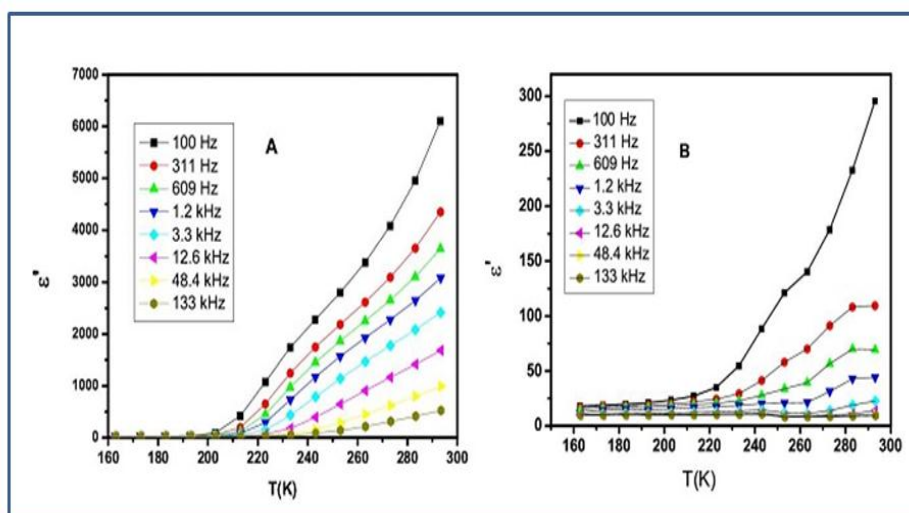 7000
6000
5000
4000
3000
2000
1000
0
160 180 200 220 240 260 280 300
T(K)
ε'
A
100 Hz
311 Hz
609 Hz
1.2 kHz
3.3 kHz
12.6 kHz
48.4 kHz
133 kHz
300
250
200
150
100
50
0
160 180 200 220 240 260 280 300
T(K)
ε'
B
100 Hz
311 Hz
609 Hz
1.2 kHz
3.3 kHz
12.6 kHz
48.4 kHz
133 kHz